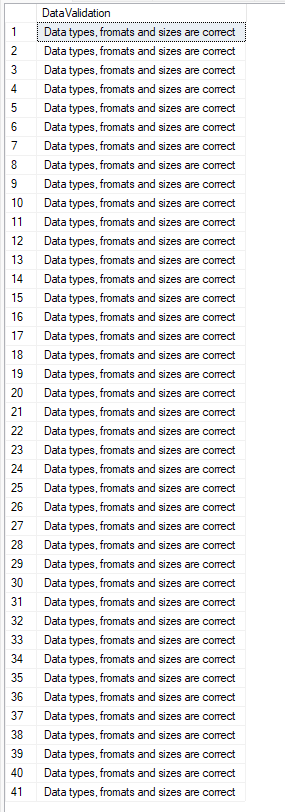 DataValidation
1 Data types, fromats and sizes are correct
2 Data types, fromats and sizes are correct
3 Data types, fromats and sizes are correct
4 Data types, fromats and sizes are correct
5 Data types, fromats and sizes are correct
6 Data types, fromats and sizes are correct
7 Data types, fromats and sizes are correct
8 Data types, fromats and sizes are correct
9 Data types, fromats and sizes are correct
10 Data types, fromats and sizes are correct
11 Data types, fromats and sizes are correct
12 Data types, fromats and sizes are correct
13 Data types, fromats and sizes are correct
14 Data types, fromats and sizes are correct
15 Data types, fromats and sizes are correct
16 Data types, fromats and sizes are correct
17 Data types, fromats and sizes are correct
18 Data types, fromats and sizes are correct
19 Data types, fromats and sizes are correct
20 Data types, fromats and sizes are correct
21 Data types, fromats and sizes are correct
22 Data types, fromats and sizes are correct
23 Data types, fromats and sizes are correct
24 Data types, fromats and sizes are correct
25 Data types, fromats and sizes are correct
26 Data types, fromats and sizes are correct
27 Data types, fromats and sizes are correct
28 Data types, fromats and sizes are correct
29 Data types, fromats and sizes are correct
30 Data types, fromats and sizes are correct
31 Data types, fromats and sizes are correct
32 Data types, fromats and sizes are correct
33 Data types, fromats and sizes are correct
34 Data types, fromats and sizes are correct
35 Data types, fromats and sizes are correct
36 Data types, fromats and sizes are correct
37 Data types, fromats and sizes are correct
38 Data types, fromats and sizes are correct
39 Data types, fromats and sizes are correct
40 Data types, fromats and sizes are correct
41 Data types, fromats and sizes are correct